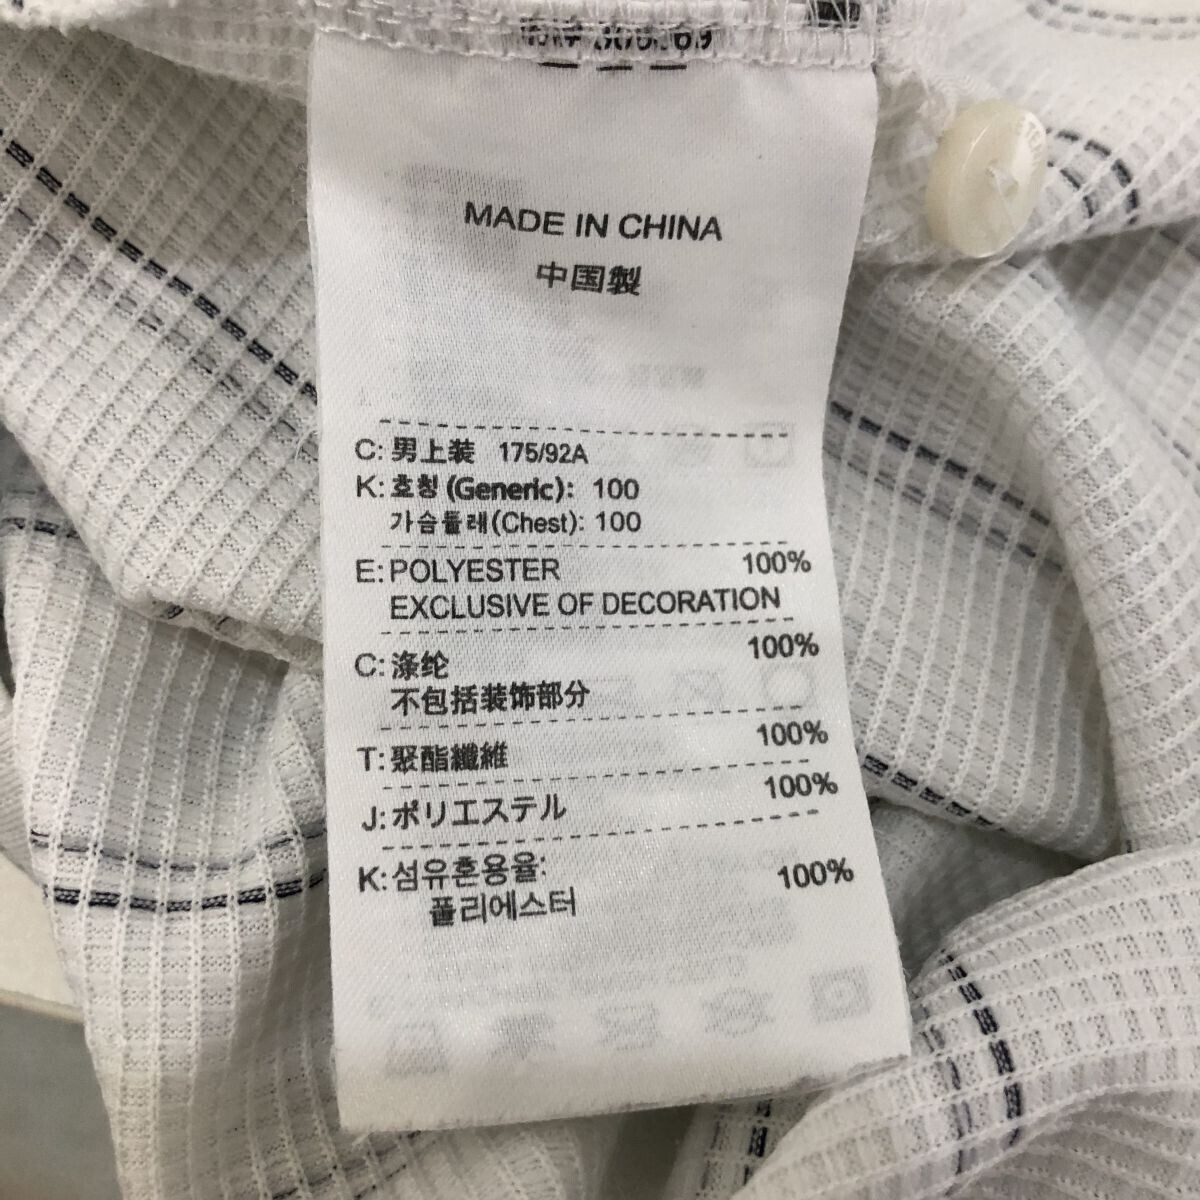 MADE IN CHINA
中国製
C: 男上装 175/92A
K: 호칭 (Generic): 100
가슴둘레(Chest): 100
E: POLYESTER 100%
EXCLUSIVE OF DECORATION
C: 涤纶 100%
不包括装饰部分
T: 聚酯纖維 100%
J: ポリエステル 100%
K: 섬유혼용율:
폴리에스터 100%